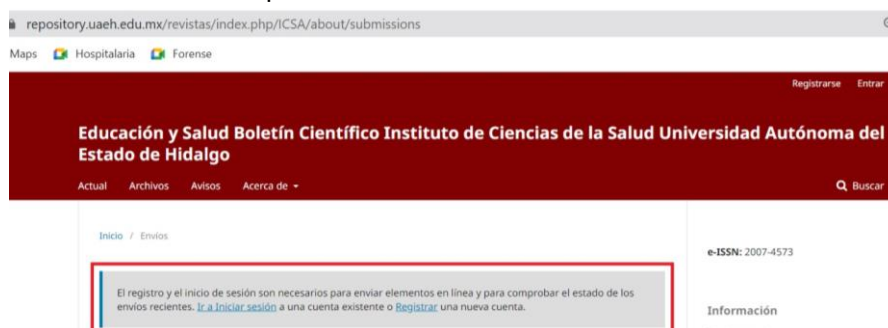 repository.uaeh.edu.mx/revistas/index.php/ICSA/about/submissions
Maps Hospitalaria Forense
Registrarse Entrar
Educación y Salud Boletín Científico Instituto de Ciencias de la Salud Universidad Autónoma del
Estado de Hidalgo
Actual Archivos Avisos Acerca de Buscar
Inicio / Envíos
e-ISSN: 2007-4573
El registro y el inicio de sesión son necesarios para enviar elementos en línea y para comprobar el estado de los
envíos recientes. Ir a Iniciar sesión a una cuenta existente o Registrar una nueva cuenta.
Información